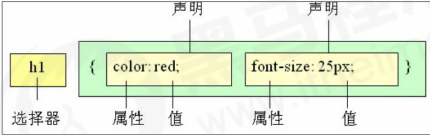 声明 声明
h1 { color: red; font-size: 25px; }
选择器 属性 值 属性 值